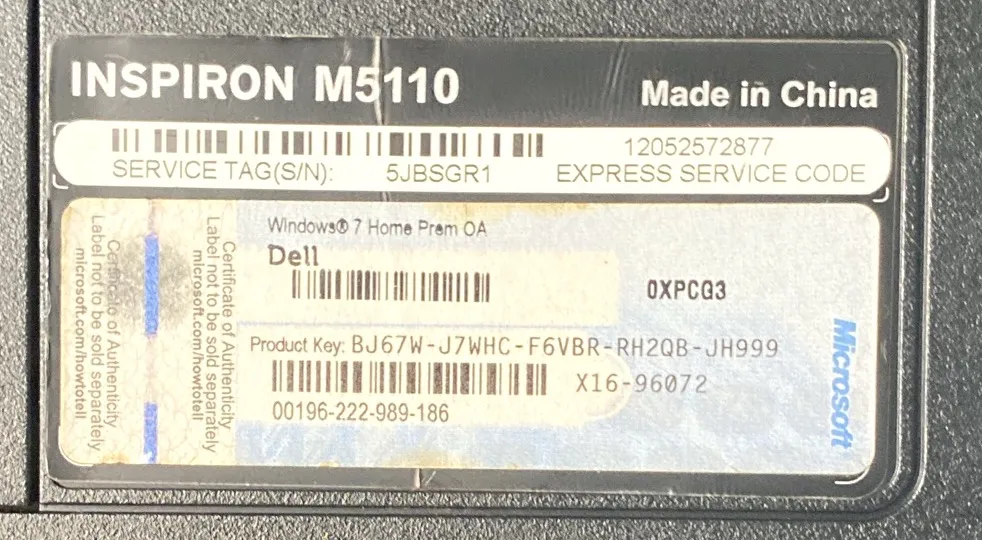 INSPIRON M5110
Made in China
12052572877
SERVICE TAG(S/N): 5JBSGR1 EXPRESS SERVICE CODE
Certificate of Authenticity
Label not to be sold separately
microsoft.com/howtotell
Certificate of Authenticity
Label not to be sold separately
microsoft.com/howtotell
Windows® 7 Home Prem OA
Dell
0XPCG3
Product Key: BJ67W-J7WHC-F6VBR-RH2QB-JH999
X16-96072
00196-222-989-186
Microsoft